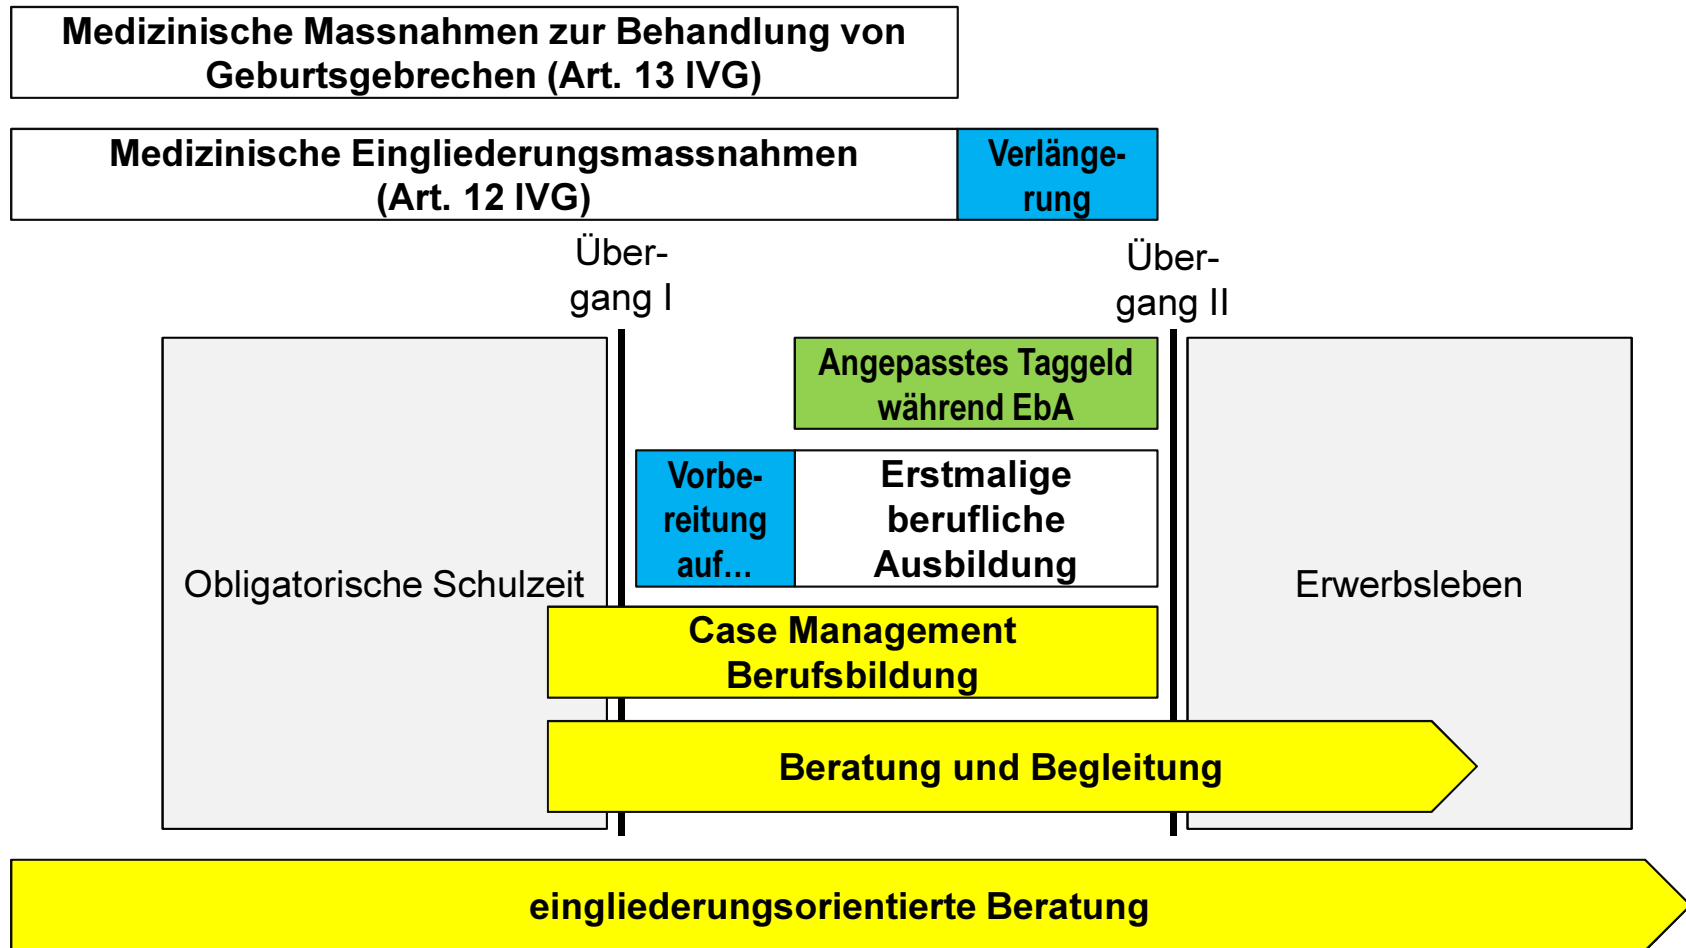 Medizinische Massnahmen zur Behandlung von
Geburtsgebrechen (Art. 13 IVG)
Medizinische Eingliederungsmassnahmen
(Art. 12 IVG)
Verlänge-
rung
Über-
gang I
Über-
gang II
Angepasstes Taggeld
während EbA
Vorbe-
reitung
auf...
Erstmalige
berufliche
Ausbildung
Obligatorische Schulzeit
Erwerbsleben
Case Management
Berufsbildung
Beratung und Begleitung
eingliederungsorientierte Beratung